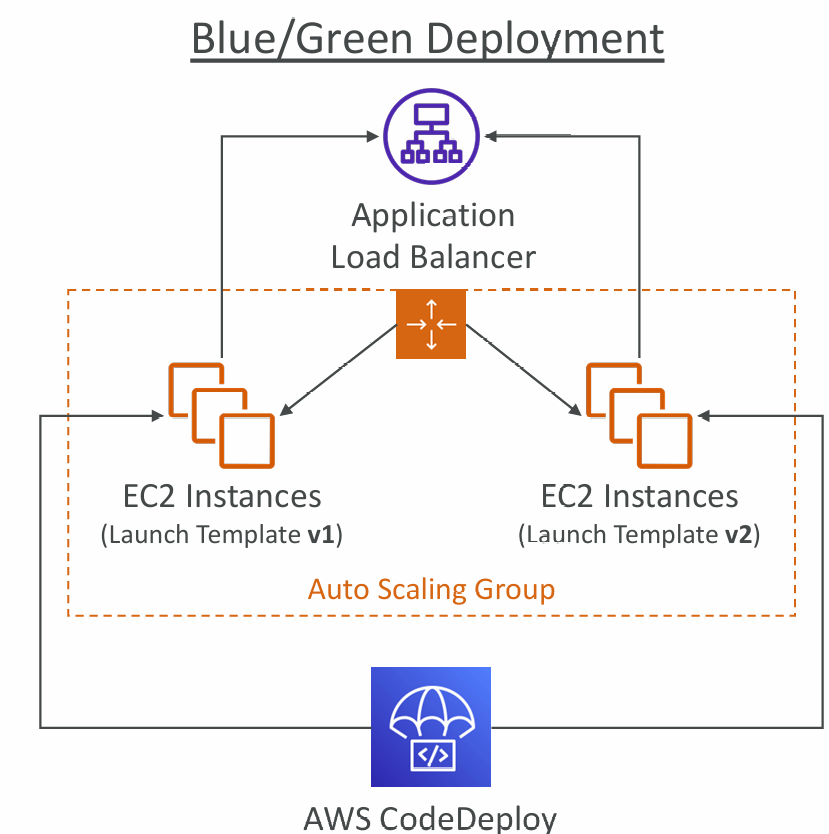 Blue/Green Deployment
Application
Load Balancer
EC2 Instances
(Launch Template v1)
EC2 Instances
(Launch Template v2)
Auto Scaling Group
</>
AWS CodeDeploy